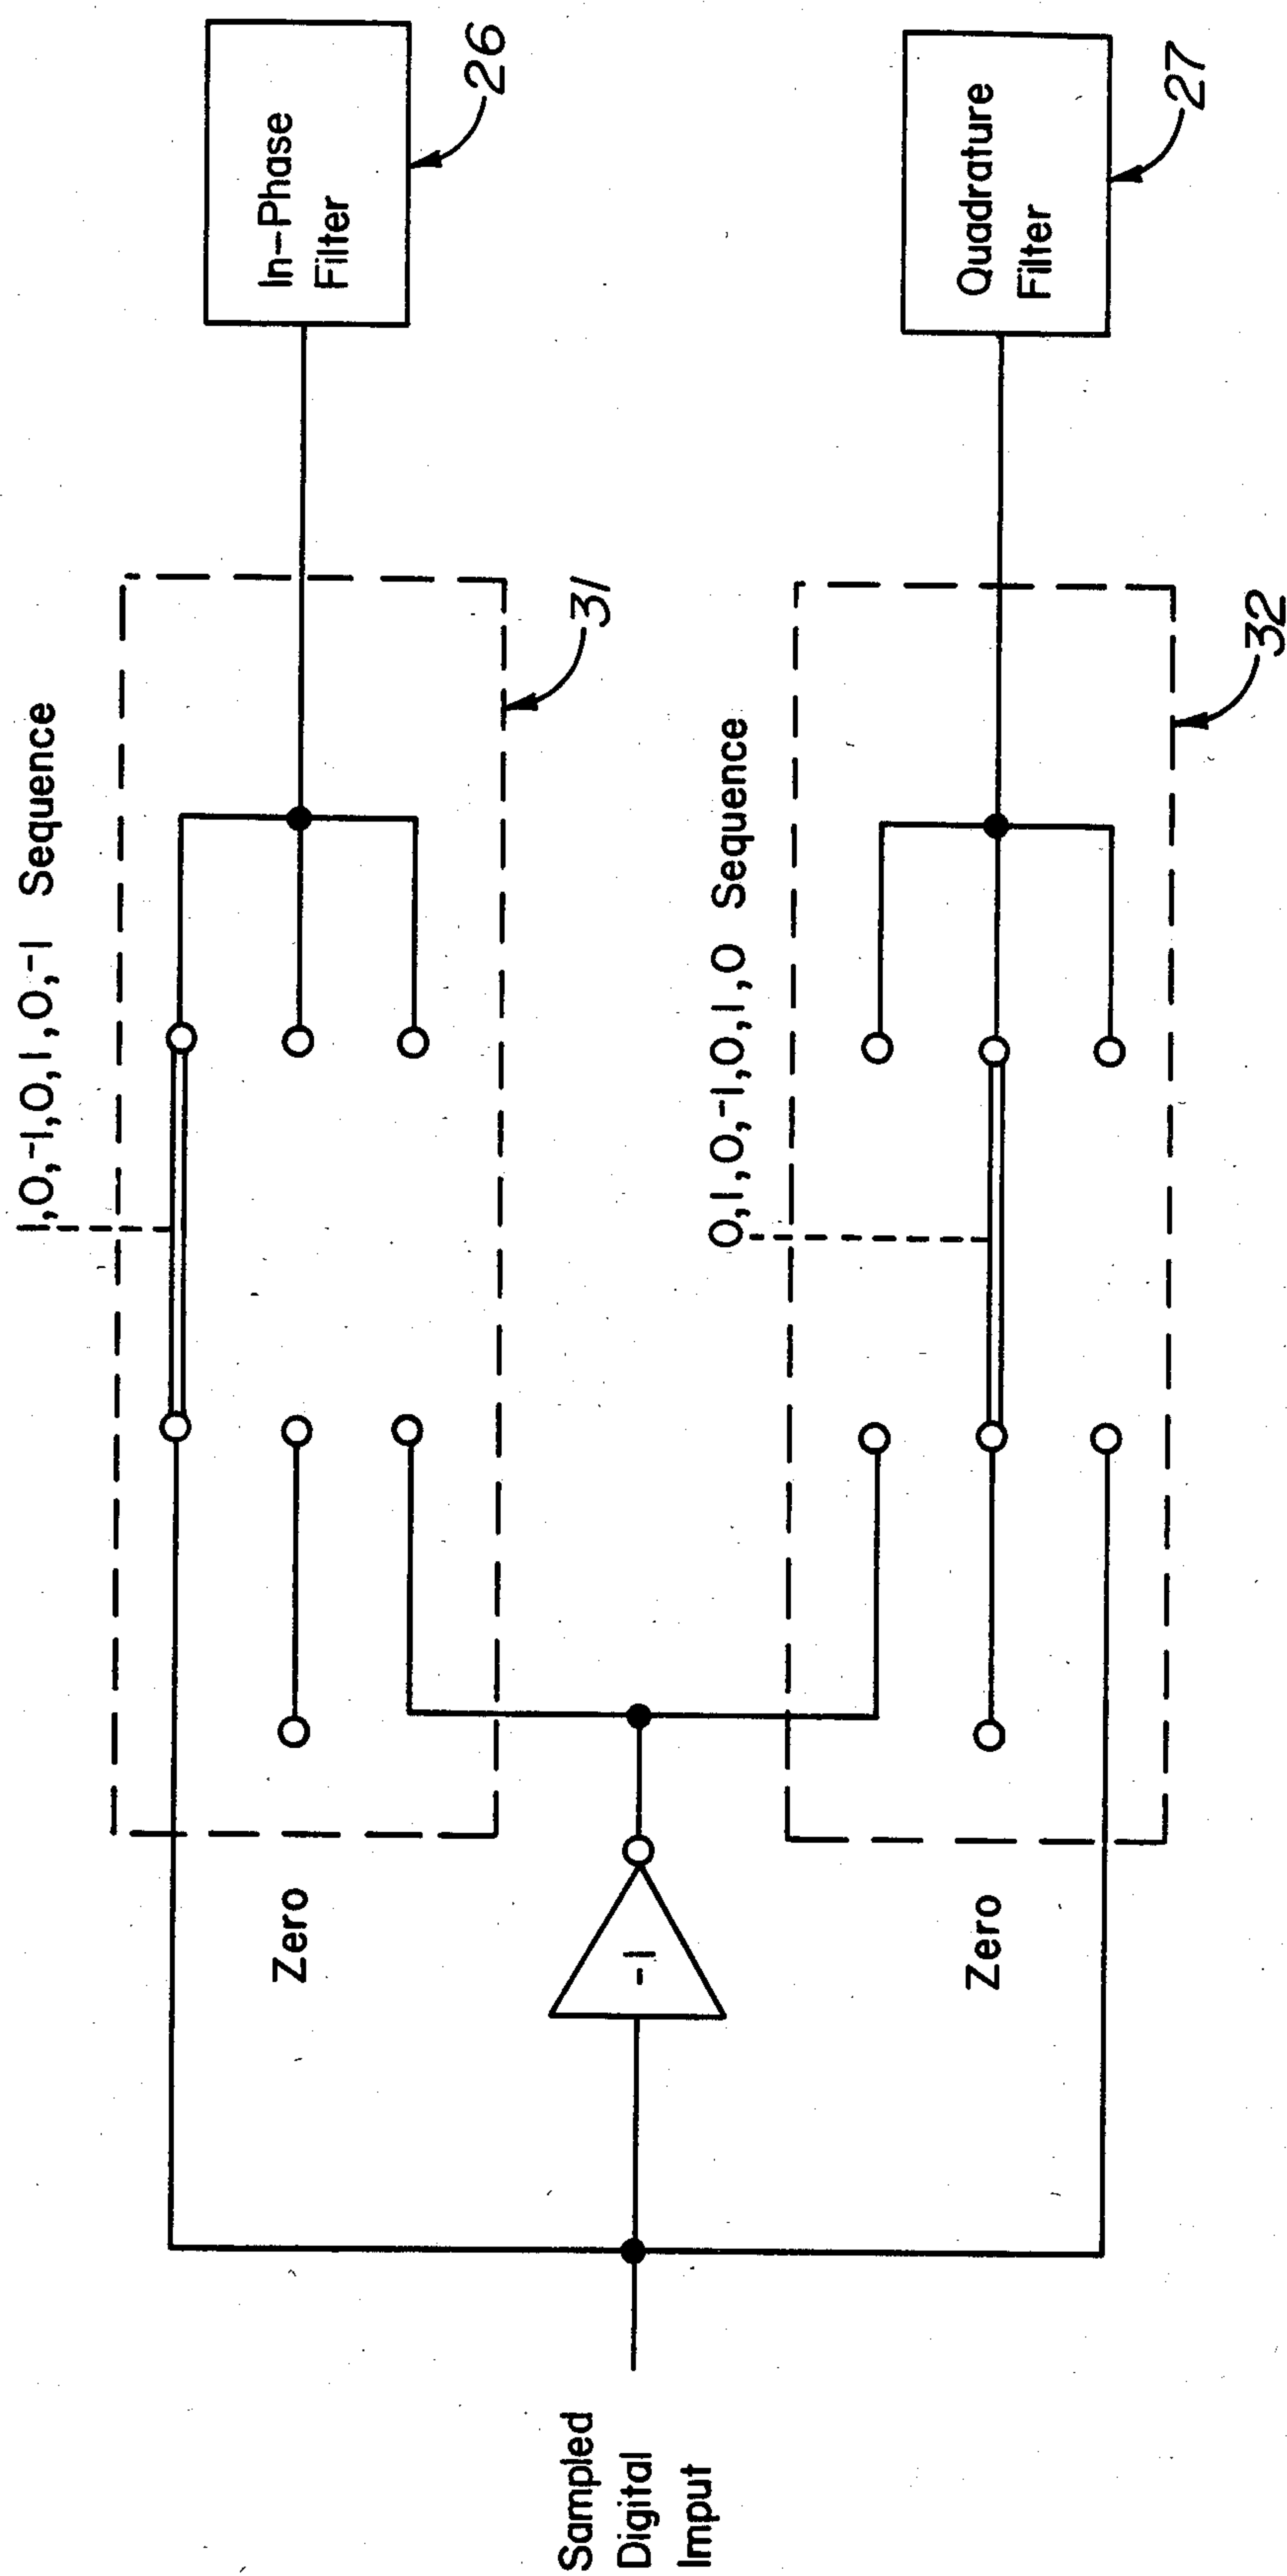 1,0,-1,0,1,0,-1 Sequence
In-Phase
Filter
26
31
Zero
Sampled
Digital
Input
-1
0,1,0,-1,0,1,0 Sequence
Quadrature
Filter
27
32
Zero